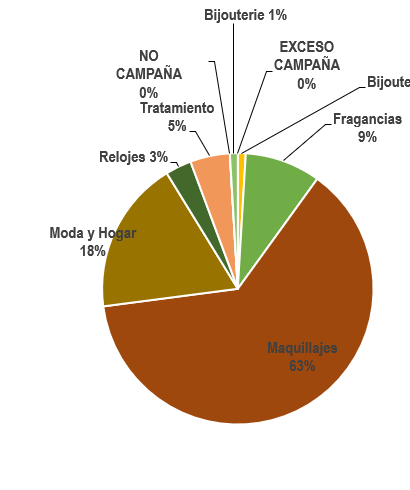 Bijouterie 1%
NO
CAMPAÑA
0%
EXCESO
CAMPAÑA
0%
Bijoute
Tratamiento
5%
Fragancias
9%
Relojes 3%
Moda y Hogar
18%
Maquillajes
63%